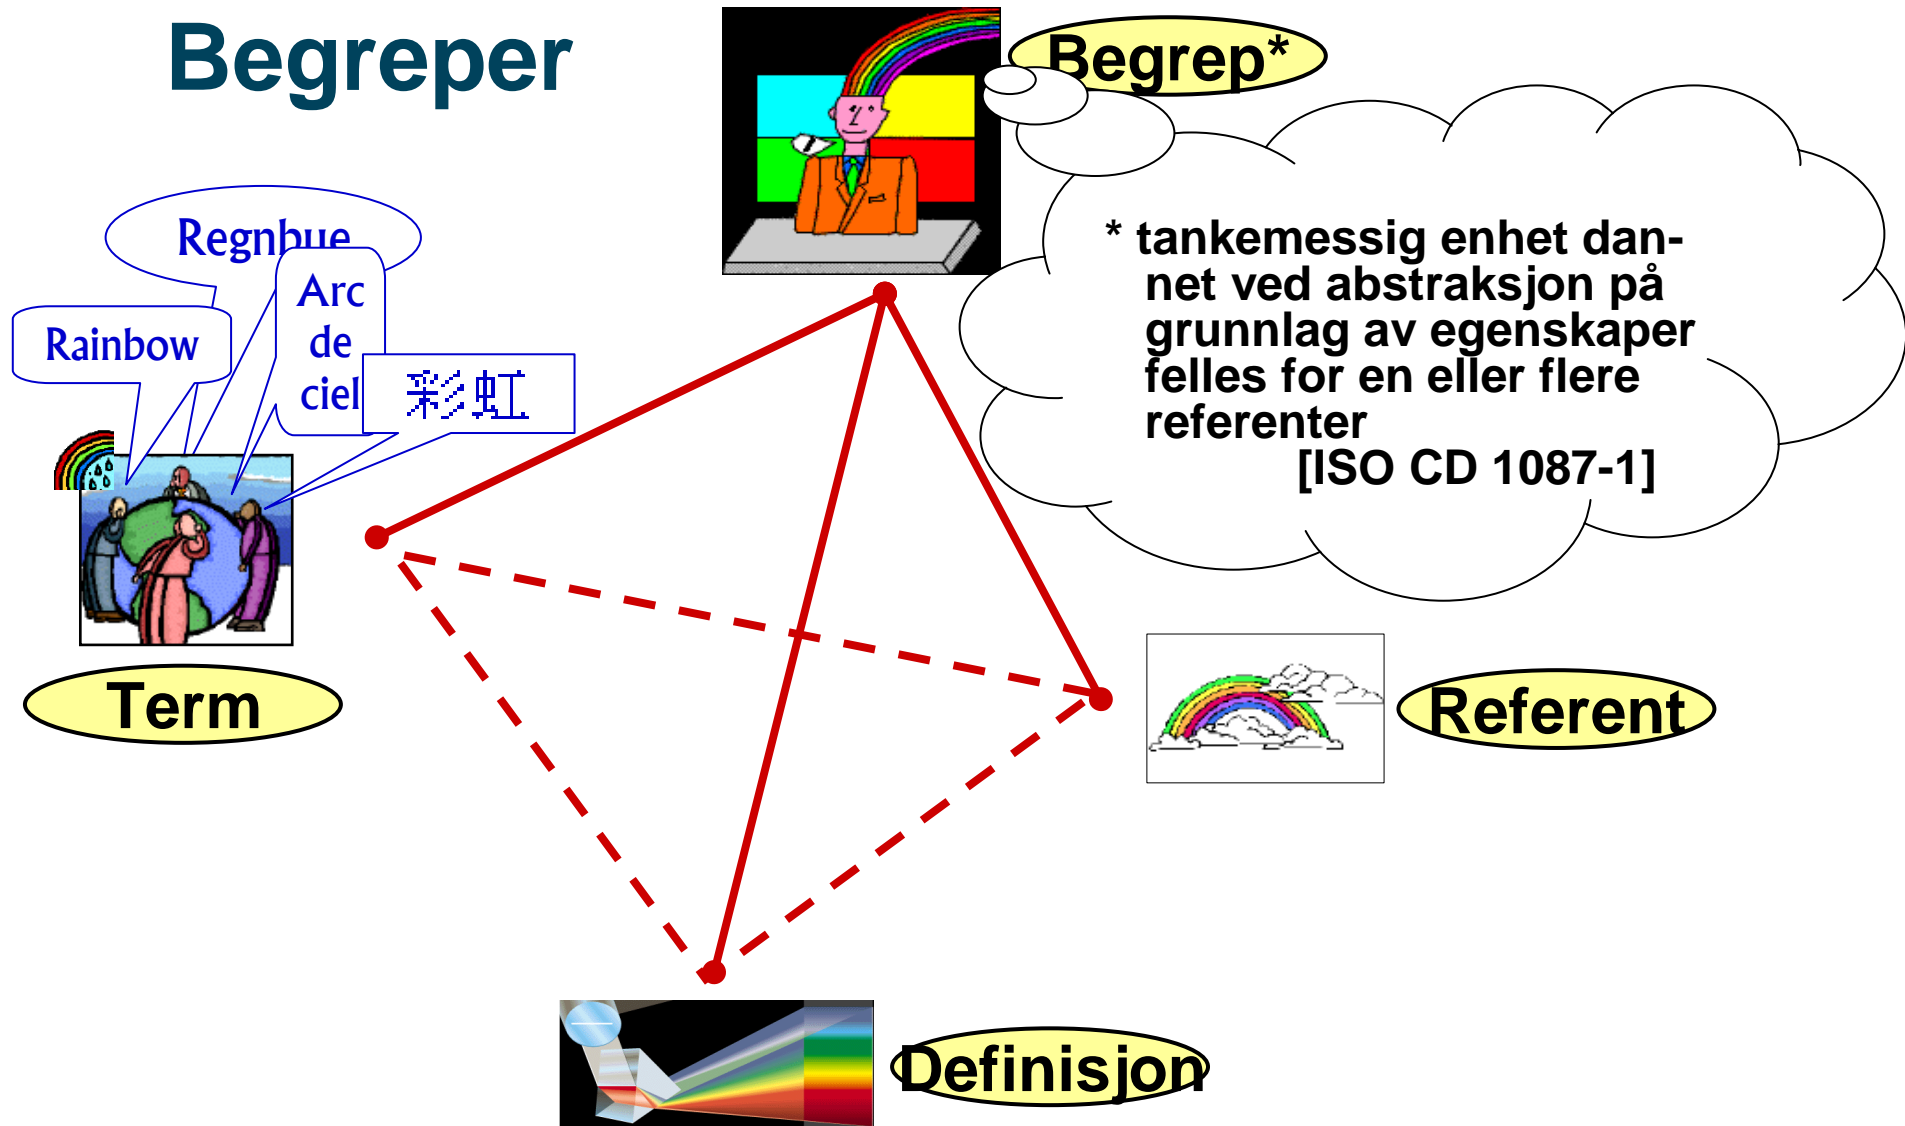 Begreper
Begrep*
Regnbue
Arc
de
ciel
Rainbow
彩虹
* tankemessig enhet dan-
net ved abstraksjon på
grunnlag av egenskaper
felles for en eller flere
referenter
[ISO CD 1087-1]
Term
Referent
Definisjon